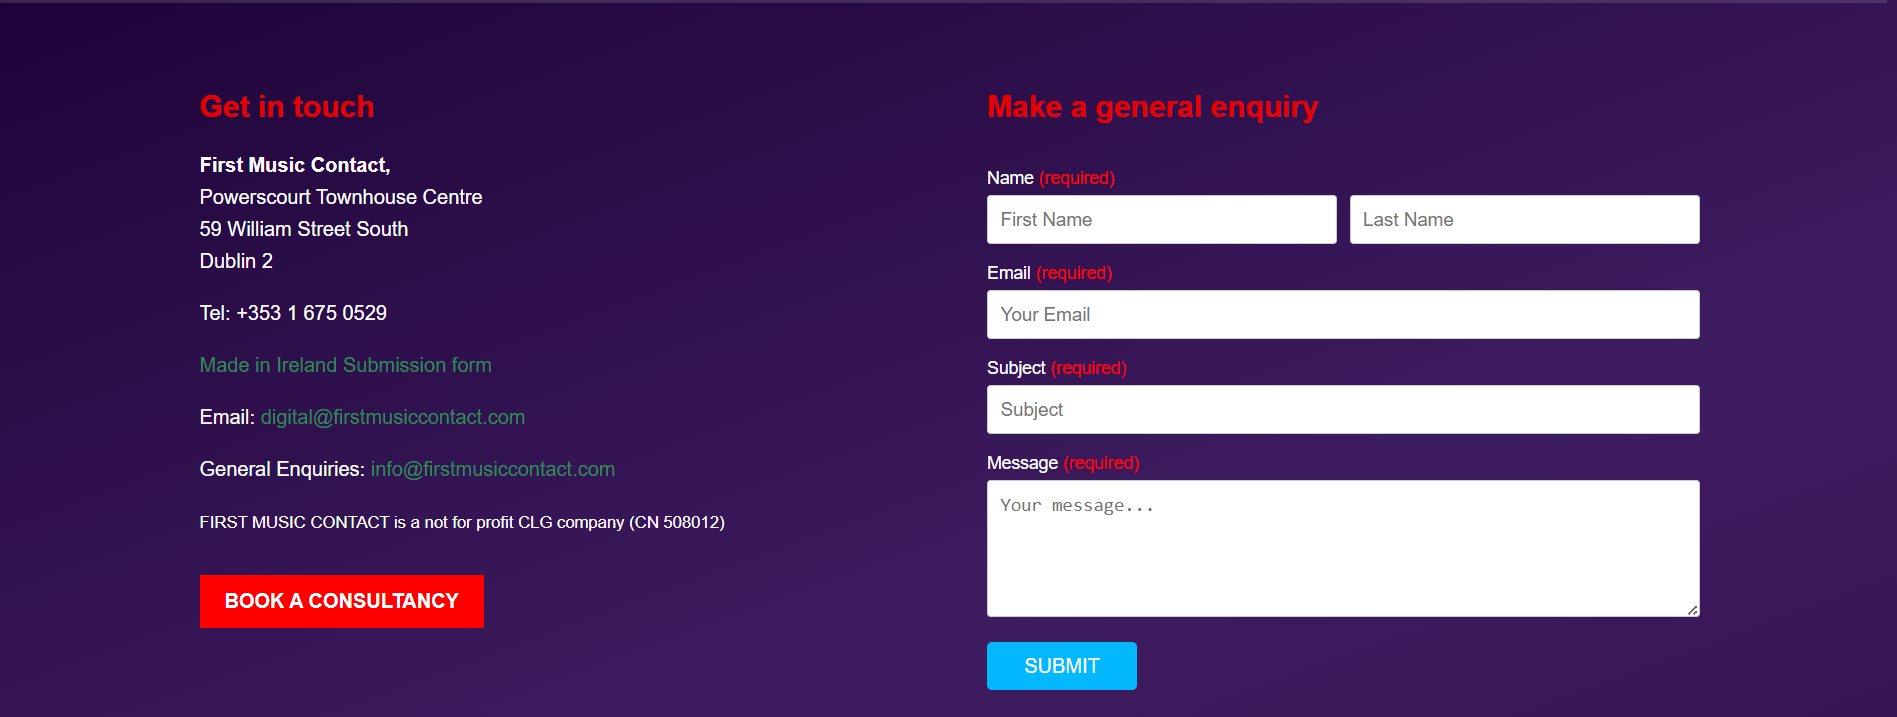 Get in touch
First Music Contact,
Powerscourt Townhouse Centre
59 William Street South
Dublin 2
Tel: +353 1 675 0529
Made in Ireland Submission form
Email: digital@firstmusiccontact.com
General Enquiries: info@firstmusiccontact.com
FIRST MUSIC CONTACT is a not for profit CLG company (CN 508012)
BOOK A CONSULTANCY
Make a general enquiry
Name (required)
First Name
Last Name
Email (required)
Your Email
Subject (required)
Subject
Message (required)
Your message...
SUBMIT